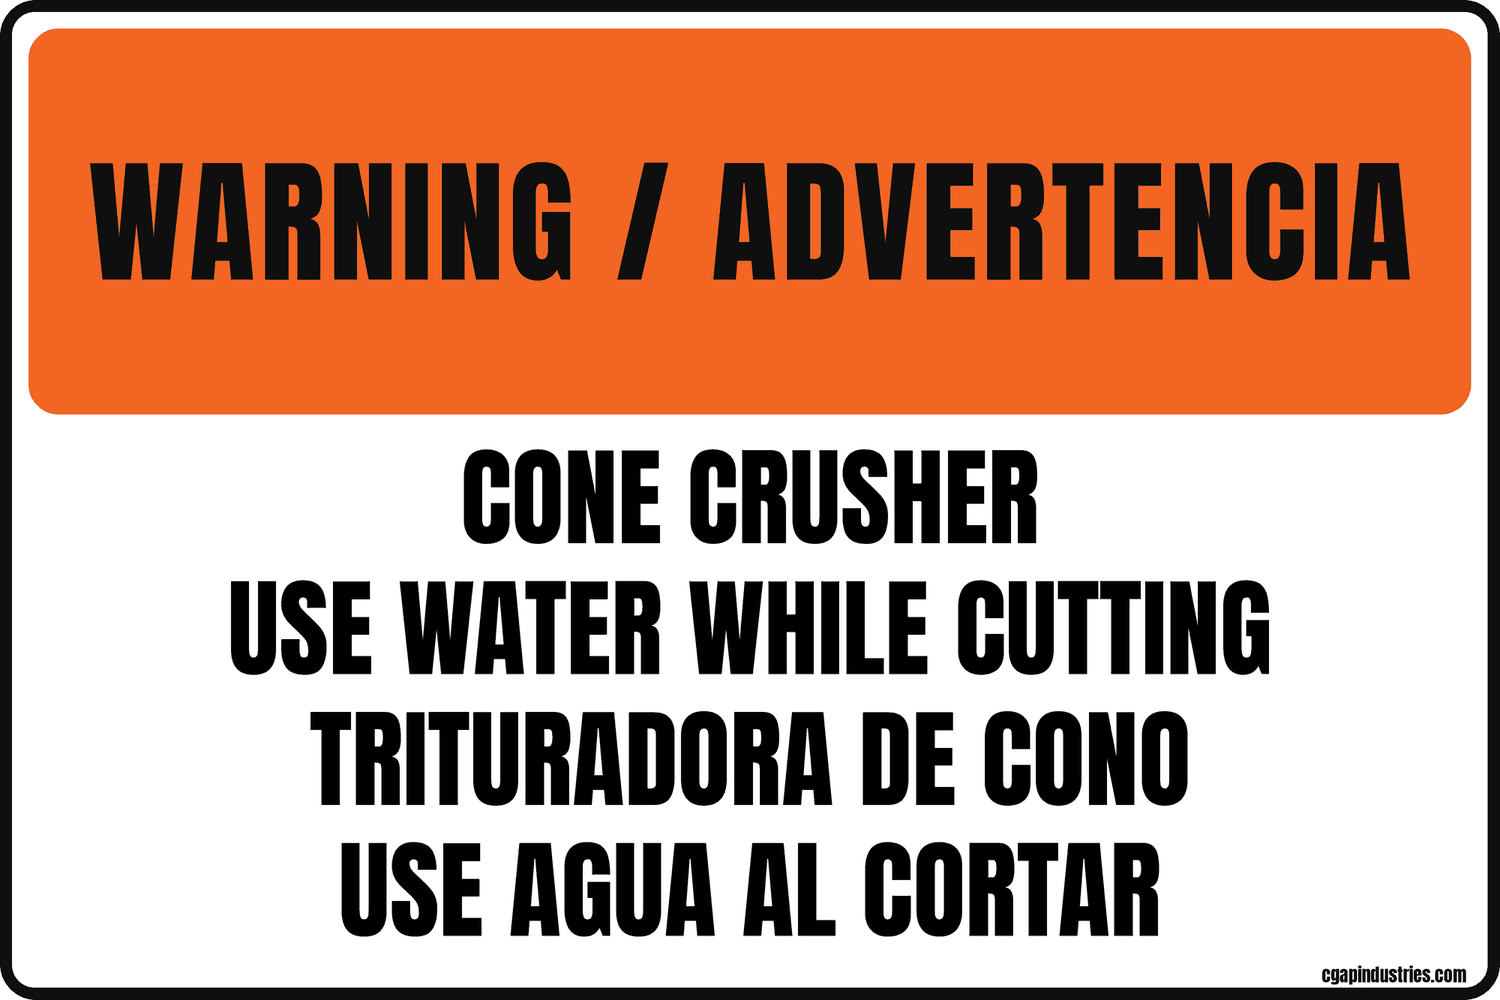 WARNING / ADVERTENCIA
CONE CRUSHER
USE WATER WHILE CUTTING
TRITURADORA DE CONO
USE AGUA AL CORTAR
cgapindustries.com